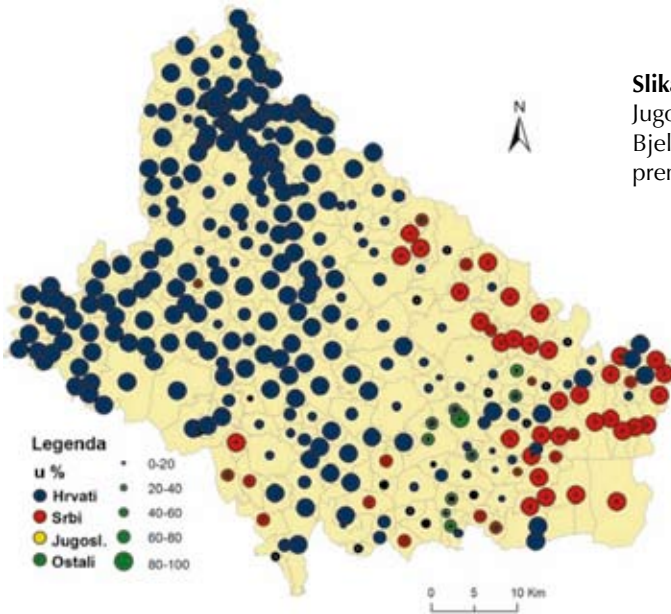 Slika
Jugo
Bjel
pren
N
Legenda
u %
Hrvati
Srbi
Jugosl.
Ostali
0-20
20-40
40-60
60-80
80-100
0 5 10 Km